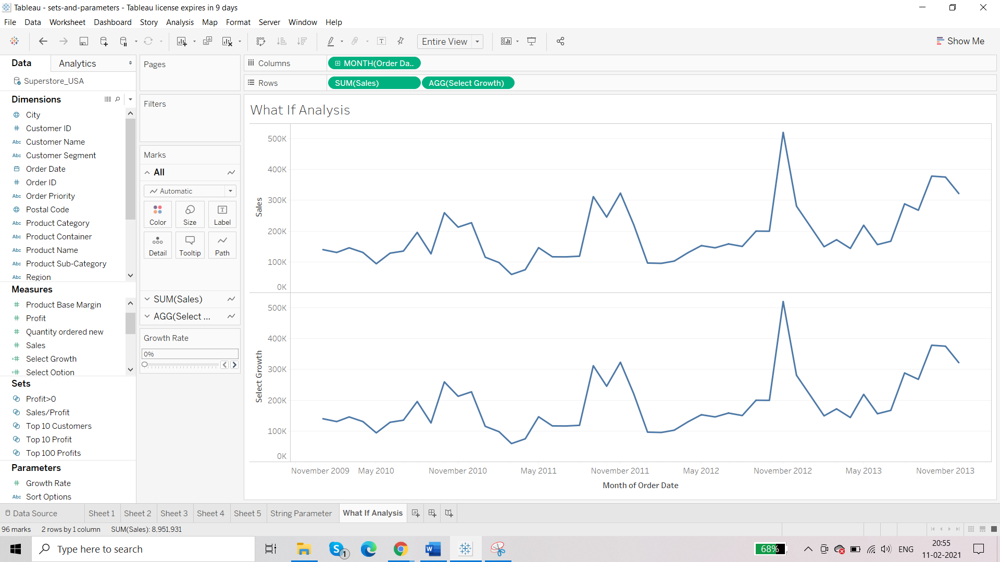 Tableau - sets-and-parameters - Tableau license expires in 9 days
File Data Worksheet Dashboard Story Analysis Map Format Server Window Help
Entire View
Show Me
Data
Analytics
Superstore_USA
Dimensions
City
Customer ID
Abc Customer Name
Abc Customer Segment
Order Date
Order ID
Abc Order Priority
Postal Code
Abc Product Category
Abc Product Container
Abc Product Name
Abc Product Sub-Category
Abc Region
Measures
Product Base Margin
Profit
Quantity ordered new
Sales
Select Growth
Select Option
Sets
Profit>0
Sales/Profit
Top 10 Customers
Top 10 Profit
Top 100 Profits
Parameters
Growth Rate
Abc Sort Options
Pages
Filters
Marks
All
Automatic
Color Size Label
Detail Tooltip Path
SUM(Sales)
AGG(Select ...
Growth Rate
0%
Columns
MONTH(Order Da..
Rows
SUM(Sales)
AGG(Select Growth)
What If Analysis
500K
400K
300K
200K
100K
0K
Sales
500K
400K
300K
200K
100K
0K
Select Growth
November 2009 May 2010 November 2010 May 2011 November 2011 May 2012 November 2012 May 2013 November 2013
Month of Order Date
Data Source Sheet 1 Sheet 2 Sheet 3 Sheet 4 Sheet 5 String Parameter What If Analysis
96 marks 2 rows by 1 column SUM(Sales): 8,951,931
Type here to search
S
1
W
68%
ENG
20:55
11-02-2021